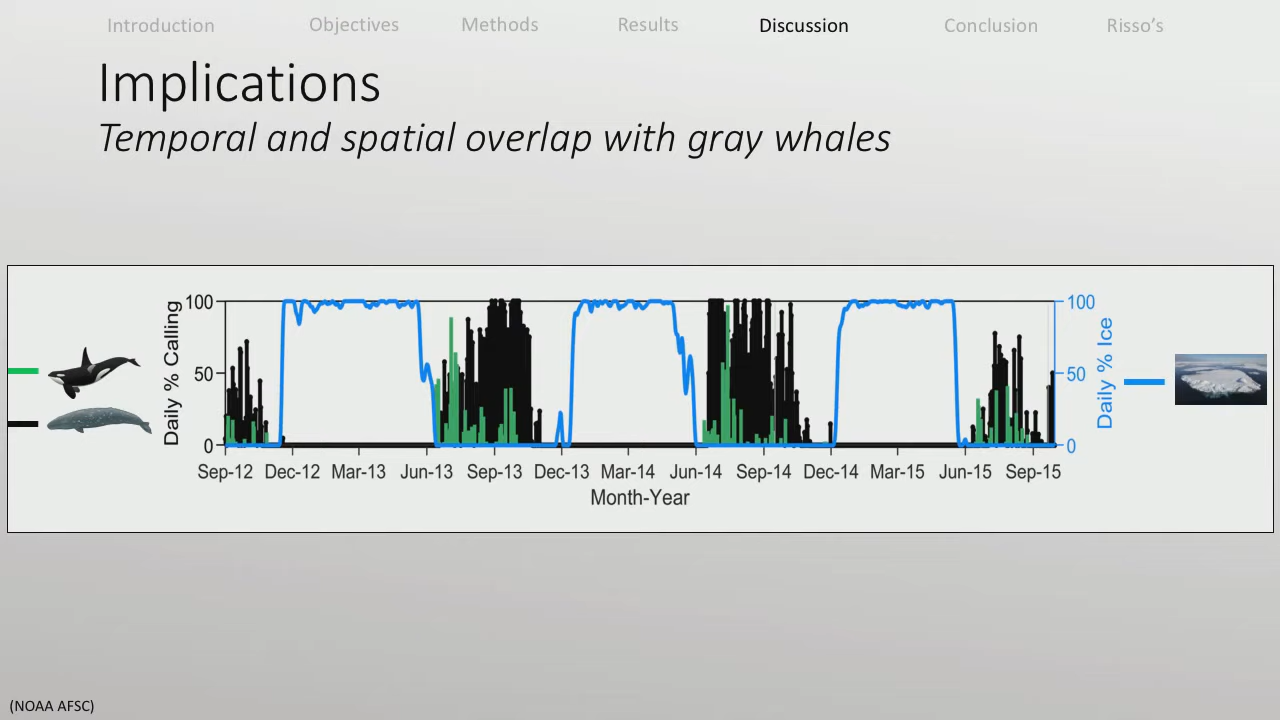 Introduction Objectives Methods Results Discussion Conclusion Risso’s
Implications
Temporal and spatial overlap with gray whales
Daily % Calling
100
50
0
100
50
0
Daily % Ice
Sep-12 Dec-12 Mar-13 Jun-13 Sep-13 Dec-13 Mar-14 Jun-14 Sep-14 Dec-14 Mar-15 Jun-15 Sep-15
Month-Year
(NOAA AFSC)